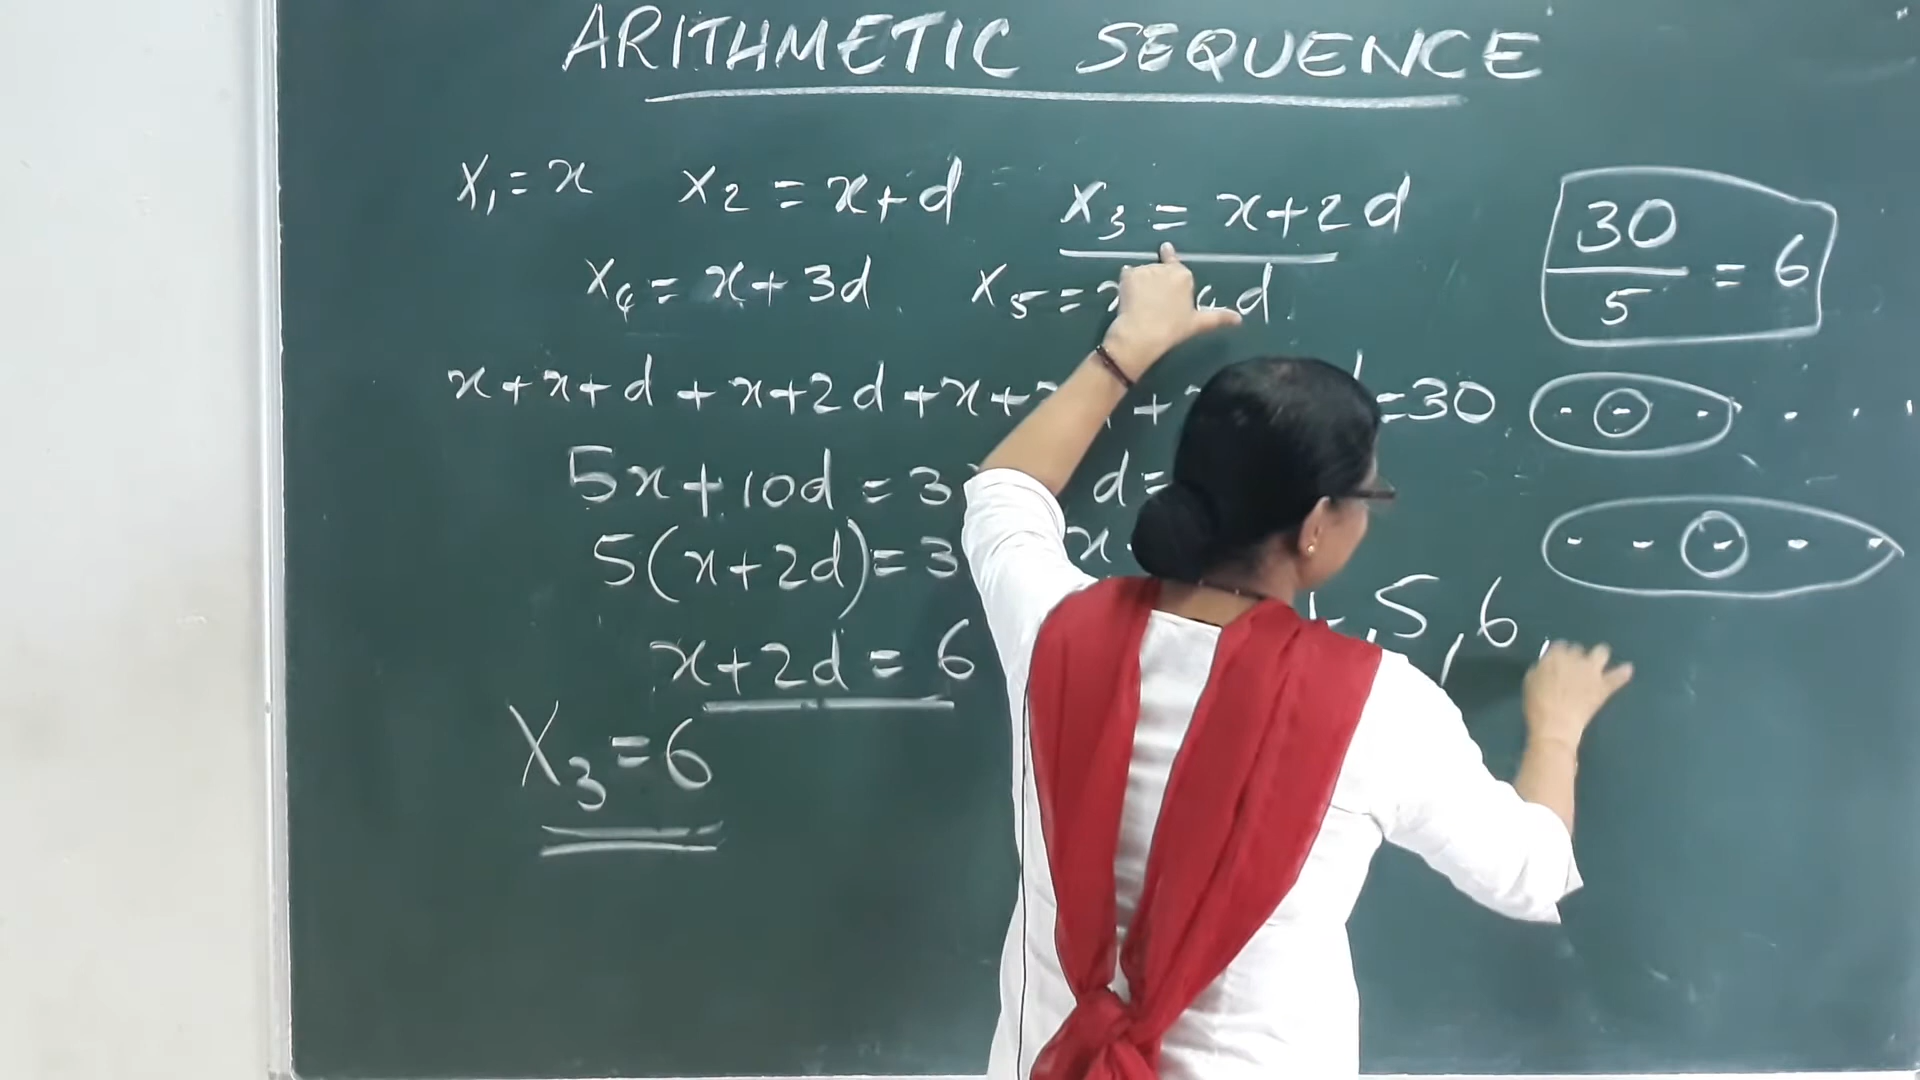 ARITHMETIC SEQUENCE
X₁ = x X₂ = x+d X₃ = x+2d
X₄ = x+3d X₅ = d
x+x+d+x+2d+x+ + =30
5x+10d = 3 d=
5(x+2d)= 3 x
x+2d = 6
X₃=6
,5,6,
30/5 = 6